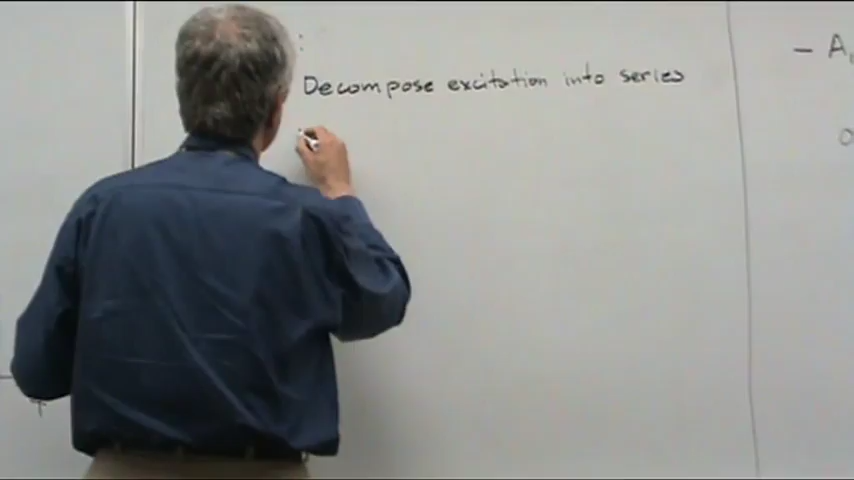 :
Decompose excitation into series
- A